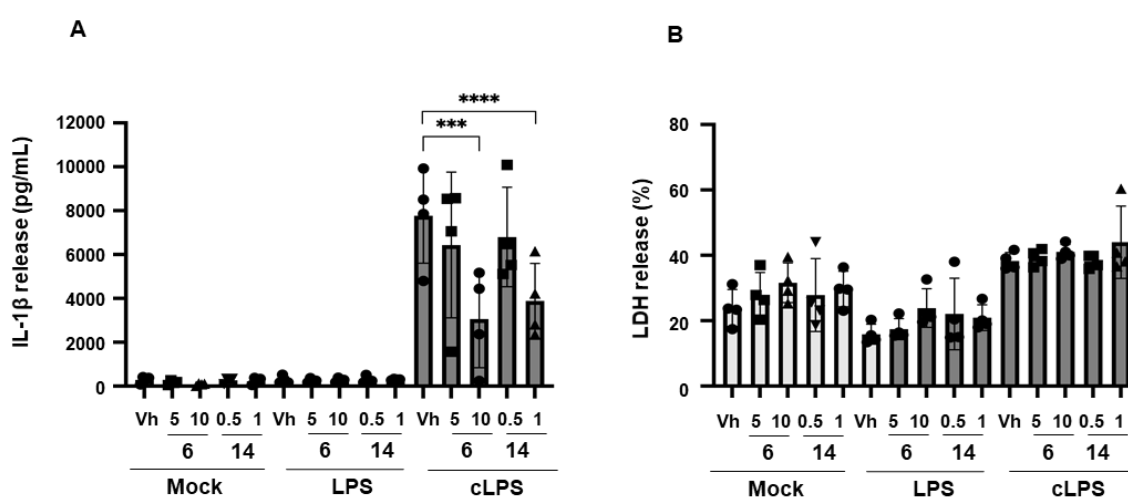 A
IL-1β release (pg/mL)
12000
10000
8000
6000
4000
2000
0
****
***
Vh 5 10 0.5 1 Vh 5 10 0.5 1 Vh 5 10 0.5 1
6 14 6 14 6 14
Mock LPS cLPS
B
LDH release (%)
80
60
40
20
0
Vh 5 10 0.5 1 Vh 5 10 0.5 1 Vh 5 10 0.5 1
6 14 6 14 6 14
Mock LPS cLPS